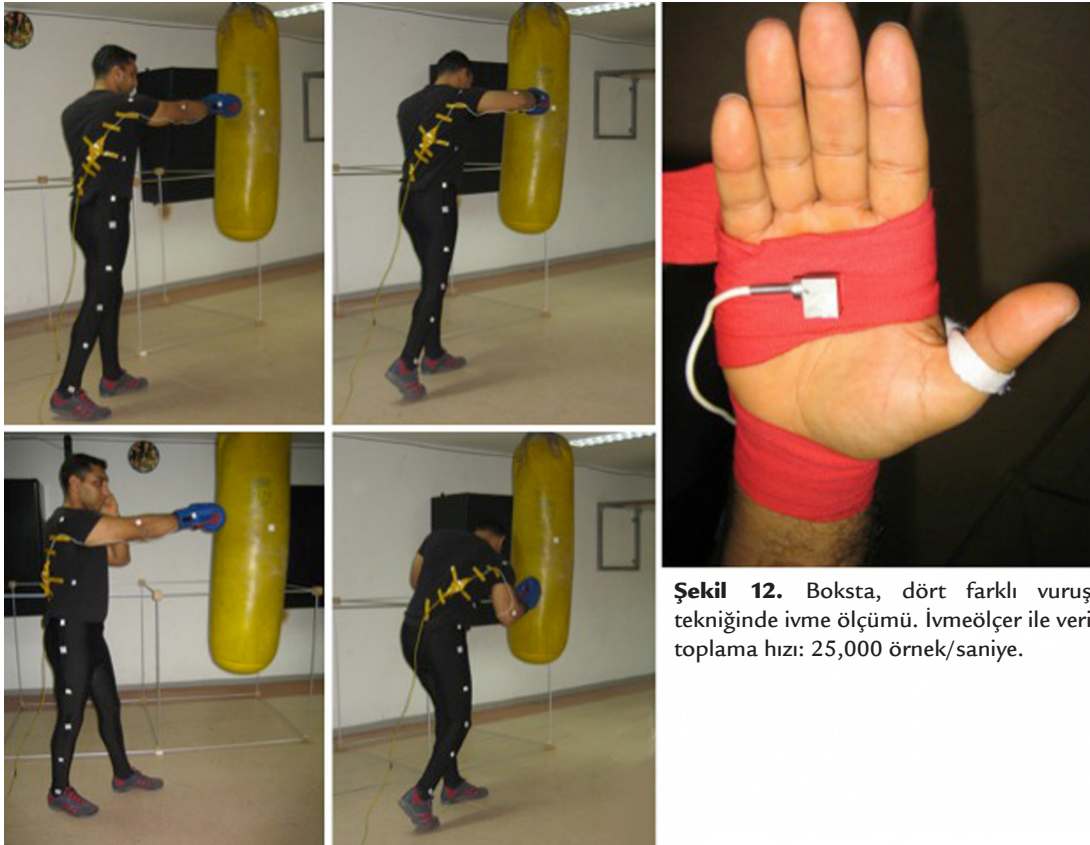 Şekil 12. Boksta, dört farklı vuruş
tekniğinde ivme ölçümü. İvmeölçer ile veri
toplama hızı: 25,000 örnek/saniye.